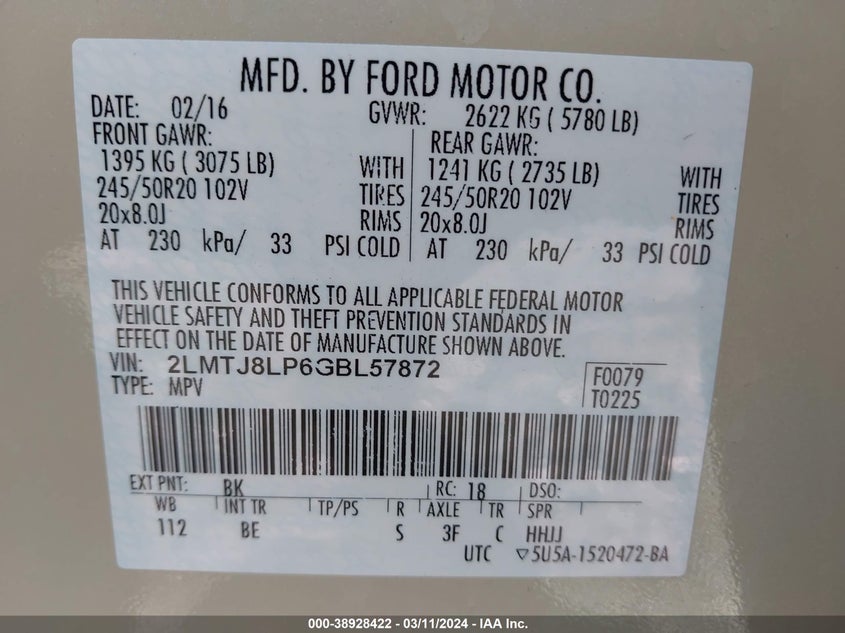 MFD. BY FORD MOTOR CO.
DATE: 02/16 GVWR: 2622 KG ( 5780 LB)
FRONT GAWR: REAR GAWR:
1395 KG ( 3075 LB) WITH 1241 KG ( 2735 LB) WITH
245/50R20 102V TIRES 245/50R20 102V TIRES
20x8.0J RIMS 20x8.0J RIMS
AT 230 kPa/ 33 PSI COLD AT 230 kPa/ 33 PSI COLD
THIS VEHICLE CONFORMS TO ALL APPLICABLE FEDERAL MOTOR
VEHICLE SAFETY AND THEFT PREVENTION STANDARDS IN
EFFECT ON THE DATE OF MANUFACTURE SHOWN ABOVE.
VIN: 2LMTJ8LP6GBL57872 F0079
TYPE: MPV T0225
EXT PNT: BK RC: 18 DSO:
WB INT TR TP/PS R AXLE TR SPR
112 BE S 3F C HHJJ
UTC ▽5U5A-1520472-BA
000-38928422 - 03/11/2024 - IAA Inc.